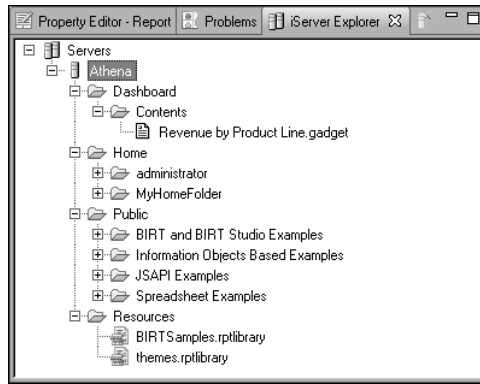 Property Editor - Report Problems iServer Explorer
Servers
Athena
Dashboard
Contents
Revenue by Product Line.gadget
Home
administrator
MyHomeFolder
Public
BIRT and BIRT Studio Examples
Information Objects Based Examples
JSAPI Examples
Spreadsheet Examples
Resources
BIRTSamples.rptlibrary
themes.rptlibrary